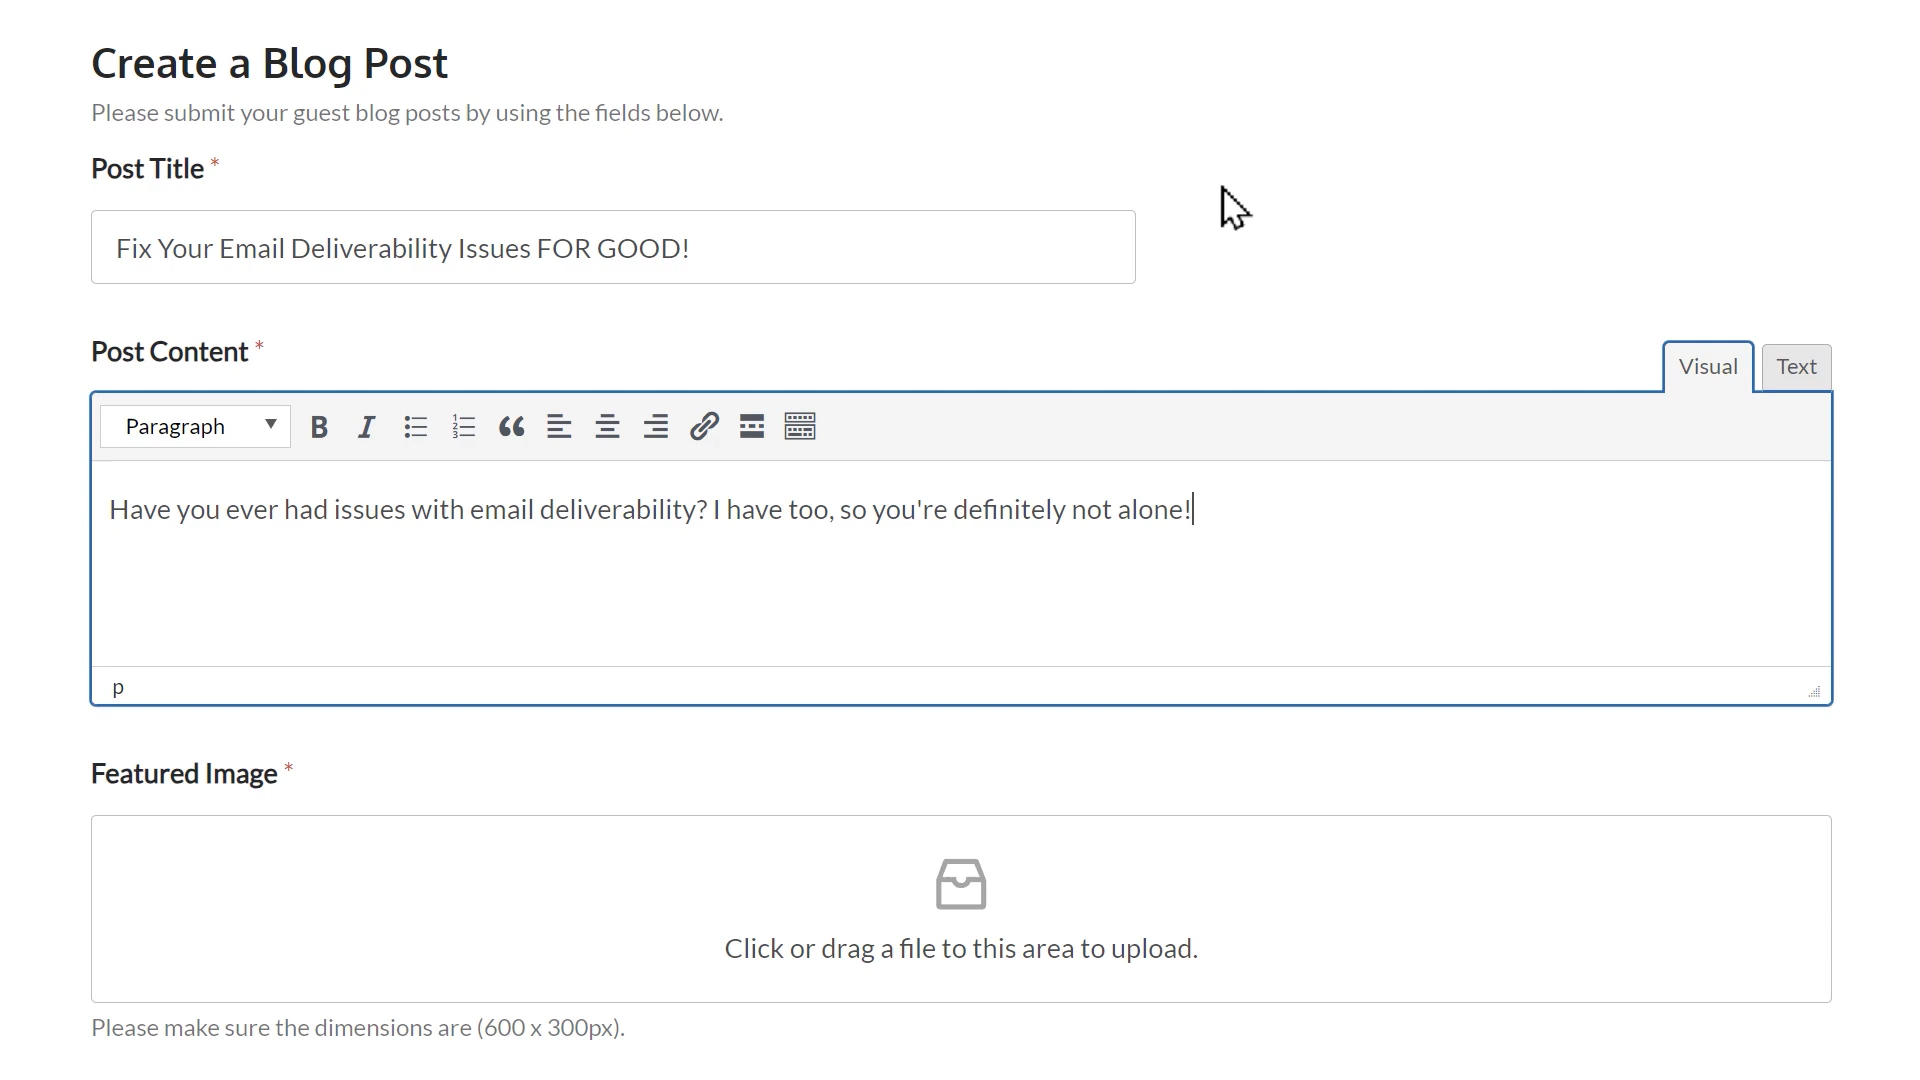 Create a Blog Post
Please submit your guest blog posts by using the fields below.
Post Title *
Fix Your Email Deliverability Issues FOR GOOD!
Post Content *
Visual Text
Paragraph
Have you ever had issues with email deliverability? I have too, so you're definitely not alone!
p
Featured Image *
Click or drag a file to this area to upload.
Please make sure the dimensions are (600 x 300px).